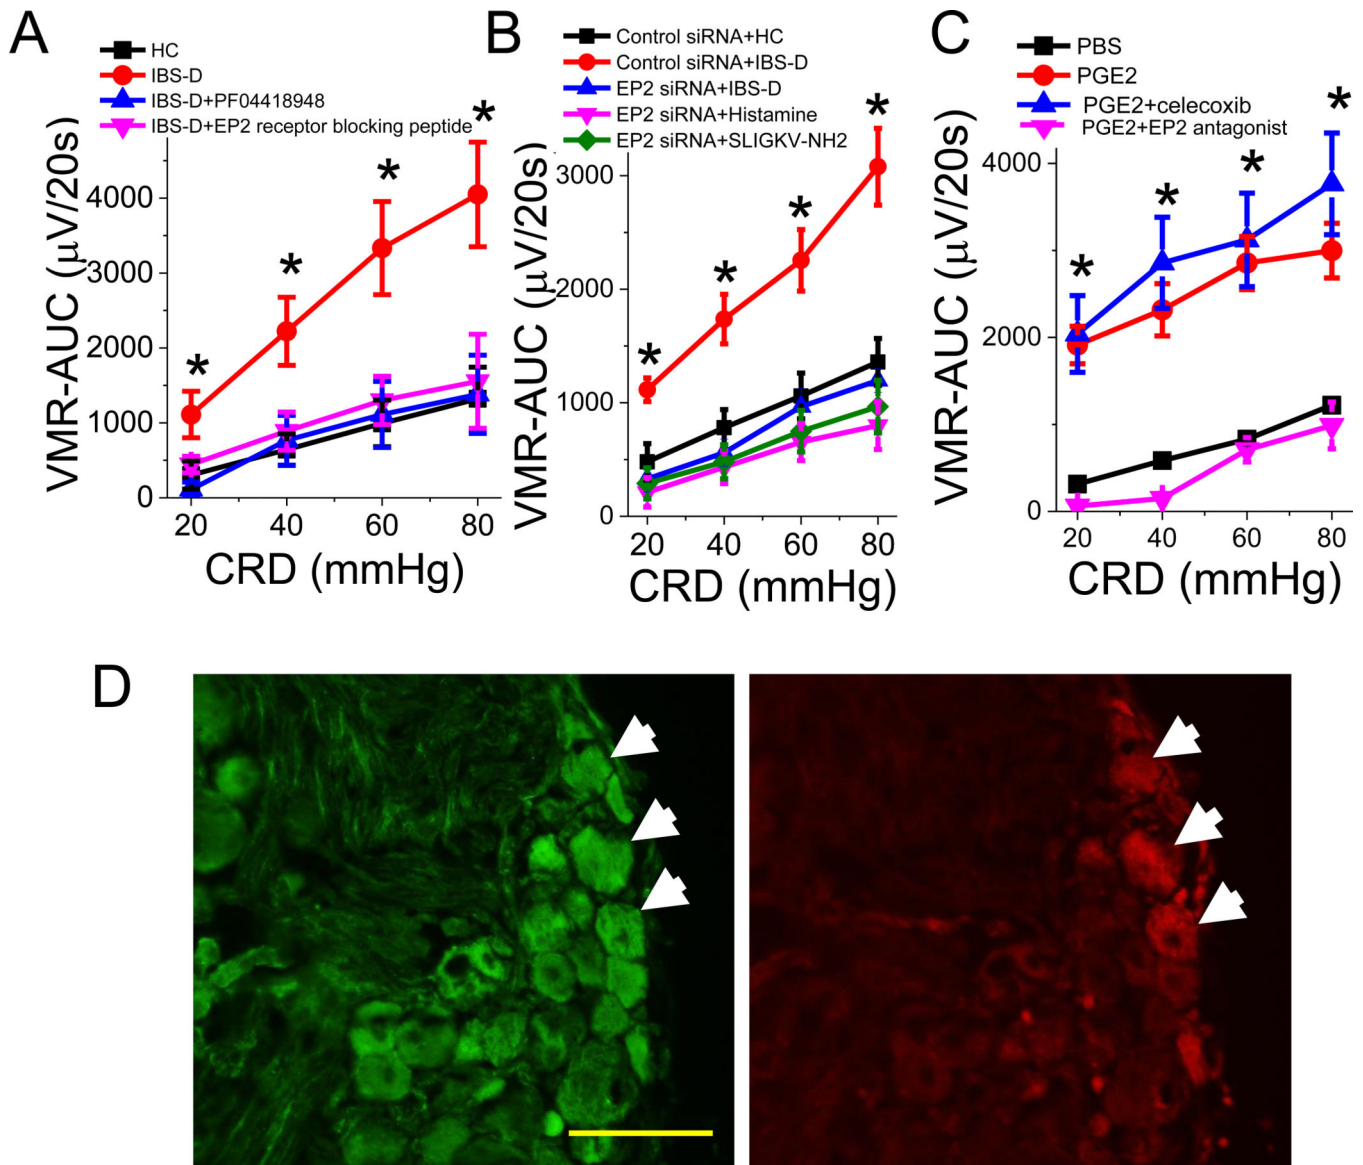 A
HC
IBS-D
IBS-D+PF04418948
IBS-D+EP2 receptor blocking peptide
VMR-AUC (μV/20s)
4000
3000
2000
1000
0
* * * *
20 40 60 80
CRD (mmHg)
B
Control siRNA+HC
Control siRNA+IBS-D
EP2 siRNA+IBS-D
EP2 siRNA+Histamine
EP2 siRNA+SLIGKV-NH2
VMR-AUC (μV/20s)
3000
2000
1000
0
* * * *
20 40 60 80
CRD (mmHg)
C
PBS
PGE2
PGE2+celecoxib
PGE2+EP2 antagonist
VMR-AUC (μV/20s)
4000
2000
0
* * * *
20 40 60 80
CRD (mmHg)
D